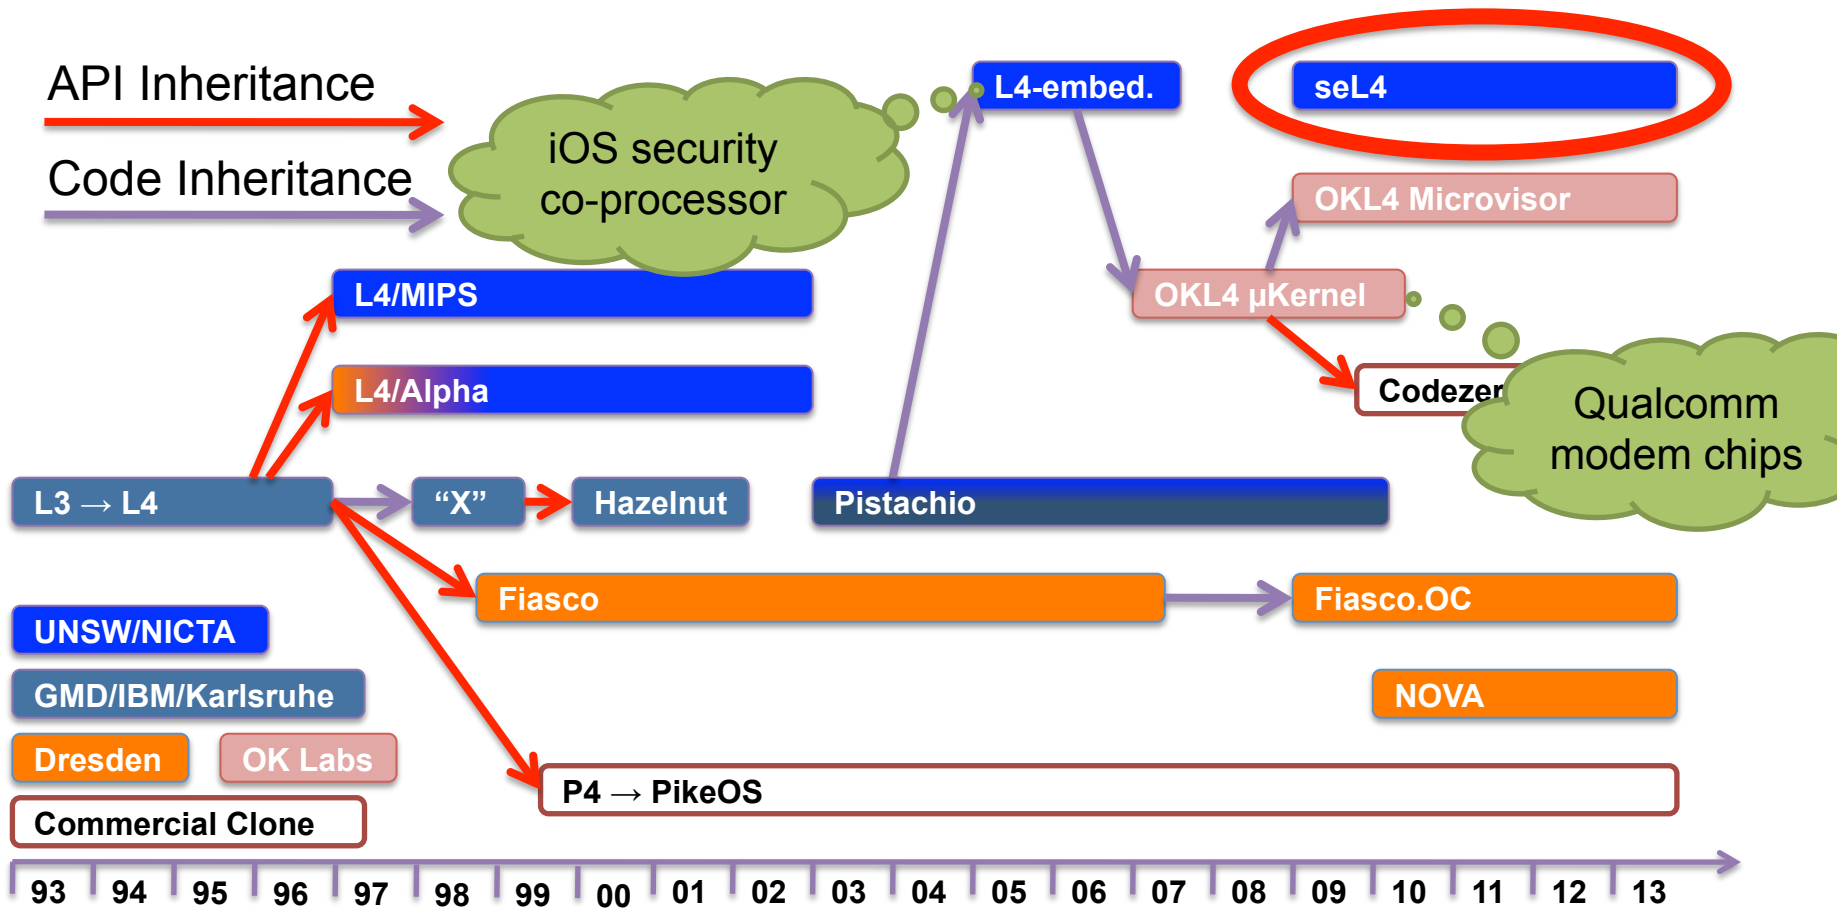 API Inheritance
Code Inheritance
iOS security
co-processor
L4-embed.
seL4
OKL4 Microvisor
L4/MIPS
OKL4 µKernel
L4/Alpha
Codezer
Qualcomm
modem chips
L3 → L4
“X”
Hazelnut
Pistachio
Fiasco
Fiasco.OC
UNSW/NICTA
GMD/IBM/Karlsruhe
NOVA
Dresden
OK Labs
P4 → PikeOS
Commercial Clone
93 94 95 96 97 98 99 00 01 02 03 04 05 06 07 08 09 10 11 12 13